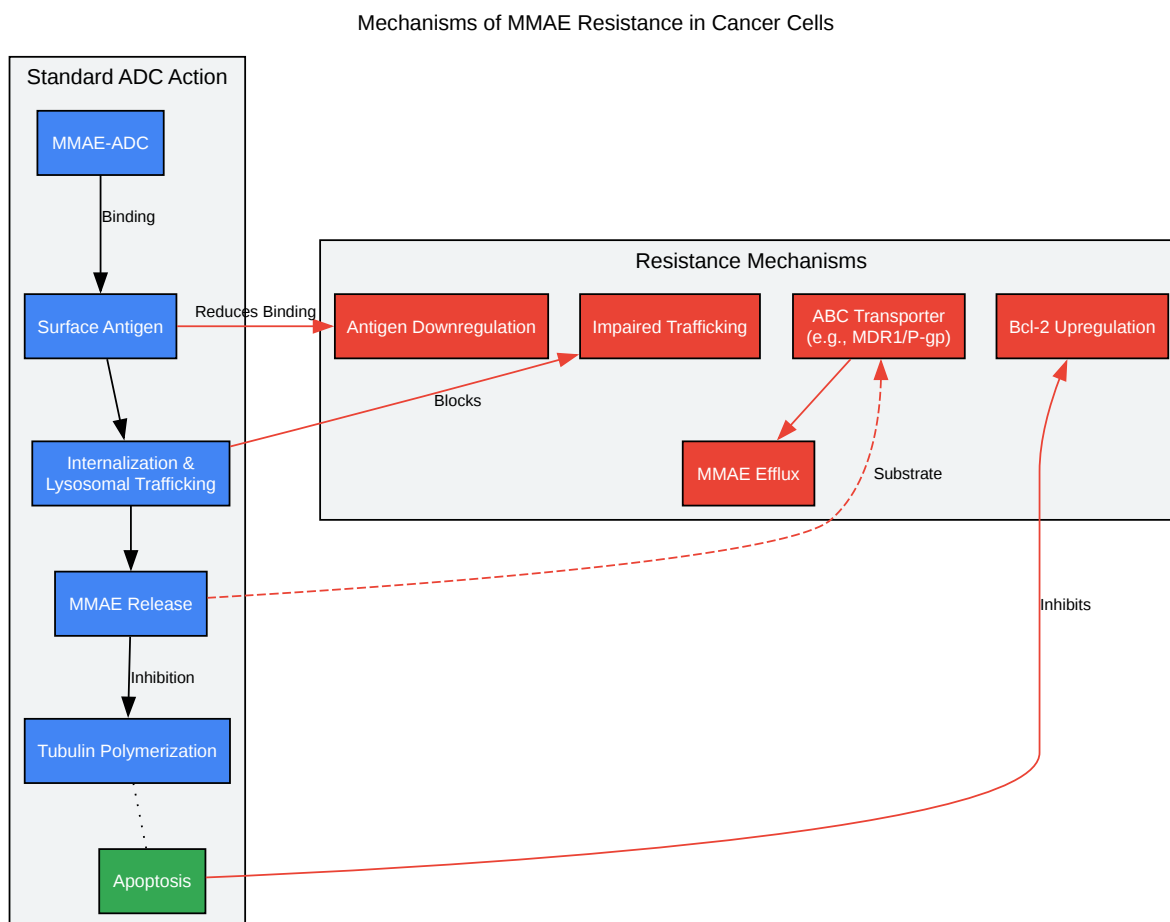 Mechanisms of MMAE Resistance in Cancer Cells
Standard ADC Action
MMAE-ADC
Binding
Surface Antigen
Internalization &
Lysosomal Trafficking
MMAE Release
Inhibition
Tubulin Polymerization
Apoptosis
Resistance Mechanisms
Reduces Binding
Antigen Downregulation
Impaired Trafficking
ABC Transporter
(e.g., MDR1/P-gp)
Bcl-2 Upregulation
Blocks
MMAE Efflux
Substrate
Inhibits